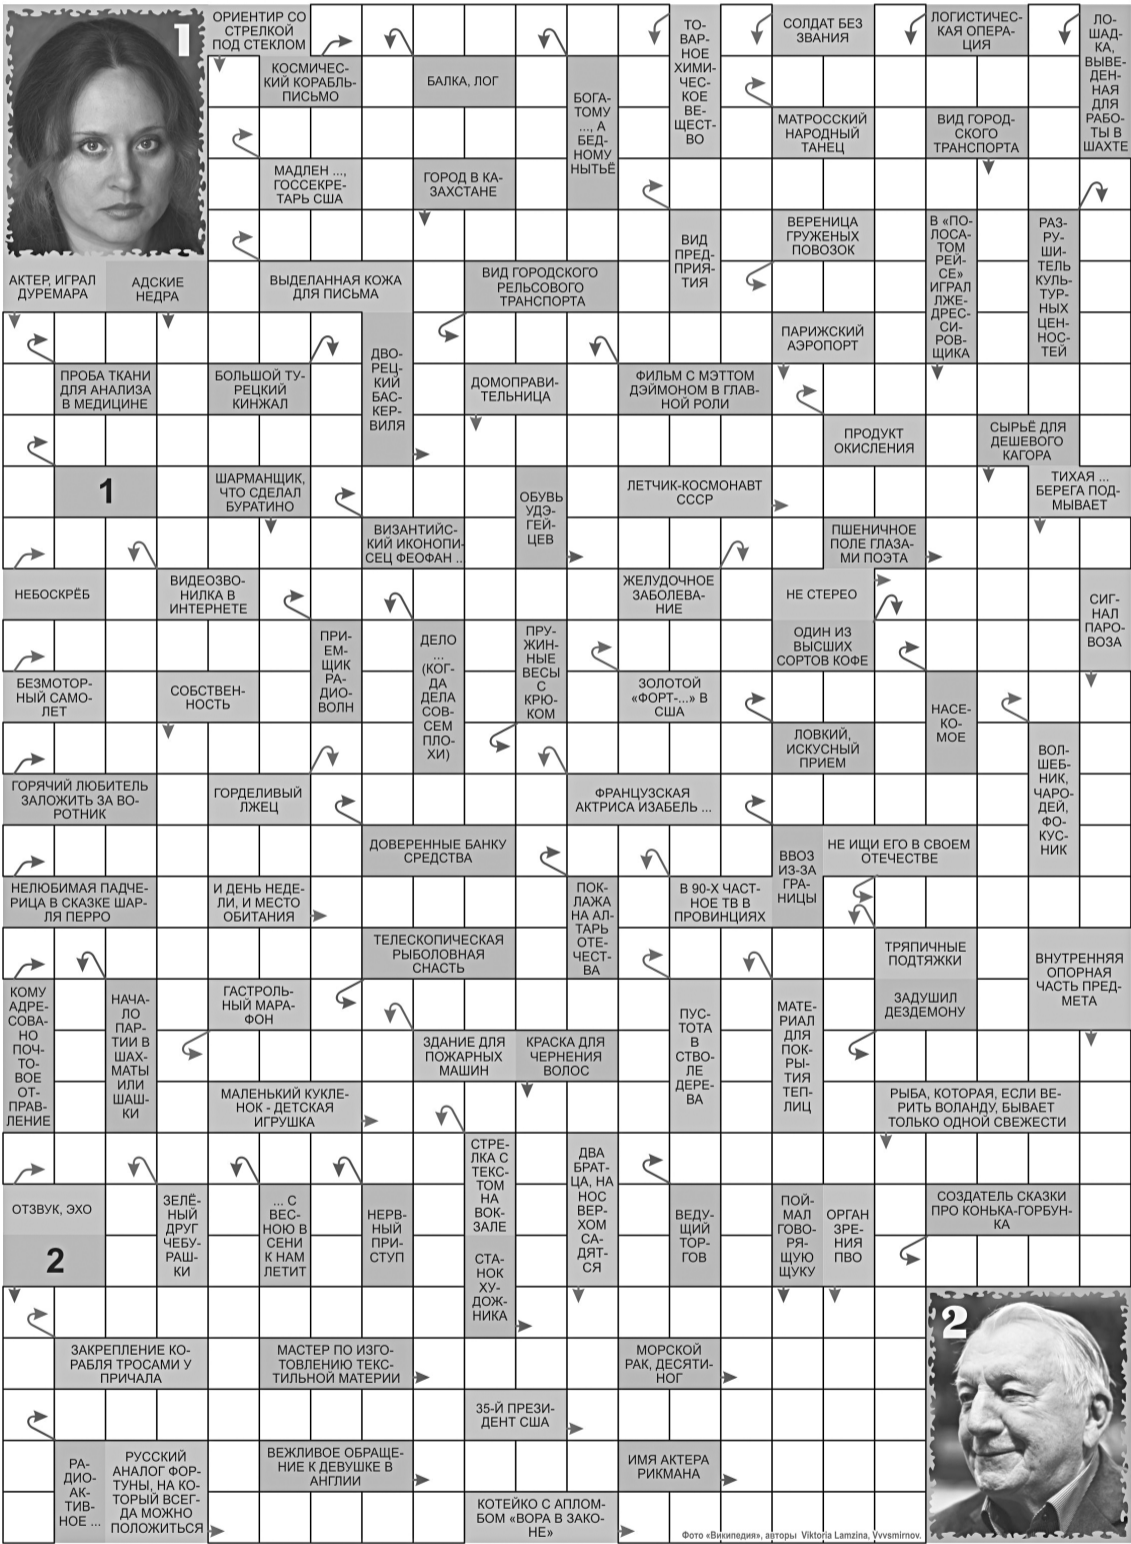 1
ОРИЕНТИР СО
СТРЕЛКОЙ
ПОД СТЕКЛОМ
ТО-
ВАР-
НОЕ
ХИМИ-
ЧЕС-
КОЕ
ВЕ-
ЩЕСТ-
ВО
СОЛДАТ БЕЗ
ЗВАНИЯ
ЛОГИСТИЧЕС-
КАЯ ОПЕРА-
ЦИЯ
ЛО-
ШАД-
КА,
ВЫВЕ-
ДЕН-
НАЯ
ДЛЯ
РАБО-
ТЫ В
ШАХТЕ
КОСМИЧЕС-
КИЙ КОРАБЛЬ-
ПИСЬМО
БАЛКА, ЛОГ
БОГА-
ТОМУ
..., А
БЕД-
НОМУ
НЫТЬЁ
МАТРОССКИЙ
НАРОДНЫЙ
ТАНЕЦ
ВИД ГОРОД-
СКОГО
ТРАНСПОРТА
МАДЛЕН ...,
ГОССЕКРЕ-
ТАРЬ США
ГОРОД В КА-
ЗАХСТАНЕ
ВИД
ПРЕД-
ПРИЯ-
ТИЯ
ВЕРЕНИЦА
ГРУЖЕНЫХ
ПОВОЗОК
В «ПО-
ЛОСА-
ТОМ
РЕЙ-
СЕ»
ИГРАЛ
ЛЖЕ-
ДРЕС-
СИ-
РОВ-
ЩИКА
РАЗ-
РУ-
ШИ-
ТЕЛЬ
КУЛЬ-
ТУР-
НЫХ
ЦЕН-
НОС-
ТЕЙ
АКТЕР, ИГРАЛ
ДУРЕМАРА
АДСКИЕ
НЕДРА
ВЫДЕЛАННАЯ КОЖА
ДЛЯ ПИСЬМА
ВИД ГОРОДСКОГО
РЕЛЬСОВОГО
ТРАНСПОРТА
ДВО-
РЕЦ-
КИЙ
БАС-
КЕР-
ВИЛЯ
ПАРИЖСКИЙ
АЭРОПОРТ
ПРОБА ТКАНИ
ДЛЯ АНАЛИЗА
В МЕДИЦИНЕ
БОЛЬШОЙ ТУ-
РЕЦКИЙ
КИНЖАЛ
ДОМОПРАВИ-
ТЕЛЬНИЦА
ФИЛЬМ С МЭТТОМ
ДЭЙМОНОМ В ГЛАВ-
НОЙ РОЛИ
ПРОДУКТ
ОКИСЛЕНИЯ
СЫРЬЁ ДЛЯ
ДЕШЕВОГО
КАГОРА
1
ШАРМАНЩИК,
ЧТО СДЕЛАЛ
БУРАТИНО
ОБУВЬ
УДЭ-
ГЕЙ-
ЦЕВ
ЛЕТЧИК-КОСМОНАВТ
СССР
ТИХАЯ ...
БЕРЕГА ПОД-
МЫВАЕТ
ВИЗАНТИЙС-
КИЙ ИКОНОПИ-
СЕЦ ФЕОФАН ..
ПШЕНИЧНОЕ
ПОЛЕ ГЛАЗА-
МИ ПОЭТА
НЕБОСКРЁБ
ВИДЕОЗВО-
НИЛКА В
ИНТЕРНЕТЕ
ЖЕЛУДОЧНОЕ
ЗАБОЛЕВА-
НИЕ
НЕ СТЕРЕО
СИГ-
НАЛ
ПАРО-
ВОЗА
ПРИ-
ЕМ-
ЩИК
РА-
ДИО-
ВОЛН
ДЕЛО
...
(КОГ-
ДА
ДЕЛА
СОВ-
СЕМ
ПЛО-
ХИ)
ПРУ-
ЖИН-
НЫЕ
ВЕСЫ
С
КРЮ-
КОМ
ОДИН ИЗ
ВЫСШИХ
СОРТОВ КОФЕ
БЕЗМОТОР-
НЫЙ САМО-
ЛЕТ
СОБСТВЕН-
НОСТЬ
ЗОЛОТОЙ
«ФОРТ-...» В
США
НАСЕ-
КО-
МОЕ
ЛОВКИЙ,
ИСКУСНЫЙ
ПРИЕМ
ВОЛ-
ШЕБ-
НИК,
ЧАРО-
ДЕЙ,
ФО-
КУС-
НИК
ГОРЯЧИЙ ЛЮБИТЕЛЬ
ЗАЛОЖИТЬ ЗА ВО-
РОТНИК
ГОРДЕЛИВЫЙ
ЛЖЕЦ
ФРАНЦУЗСКАЯ
АКТРИСА ИЗАБЕЛЬ ...
ДОВЕРЕННЫЕ БАНКУ
СРЕДСТВА
ВВОЗ
ИЗ-ЗА
ГРА-
НИЦЫ
НЕ ИЩИ ЕГО В СВОЕМ
ОТЕЧЕСТВЕ
НЕЛЮБИМАЯ ПАДЧЕ-
РИЦА В СКАЗКЕ ШАР-
ЛЯ ПЕРРО
И ДЕНЬ НЕДЕ-
ЛИ, И МЕСТО
ОБИТАНИЯ
ПОК-
ЛАЖА
НА АЛ-
ТАРЬ
ОТЕ-
ЧЕСТ-
ВА
В 90-Х ЧАСТ-
НОЕ ТВ В
ПРОВИНЦИЯХ
ТЕЛЕСКОПИЧЕСКАЯ
РЫБОЛОВНАЯ
СНАСТЬ
ТРЯПИЧНЫЕ
ПОДТЯЖКИ
ВНУТРЕННЯЯ
ОПОРНАЯ
ЧАСТЬ ПРЕД-
МЕТА
КОМУ
АДРЕ-
СОВА-
НО
ПОЧ-
ТО-
ВОЕ
ОТ-
ПРАВ-
ЛЕНИЕ
НАЧА-
ЛО
ПАР-
ТИИ В
ШАХ-
МАТЫ
ИЛИ
ШАШ-
КИ
ГАСТРОЛЬ-
НЫЙ МАРА-
ФОН
ПУС-
ТОТА
В
СТВО-
ЛЕ
ДЕРЕ-
ВА
МАТЕ-
РИАЛ
ДЛЯ
ПОК-
РЫ-
ТИЯ
ТЕП-
ЛИЦ
ЗАДУШИЛ
ДЕЗДЕМОНУ
ЗДАНИЕ ДЛЯ
ПОЖАРНЫХ
МАШИН
КРАСКА ДЛЯ
ЧЕРНЕНИЯ
ВОЛОС
МАЛЕНЬКИЙ КУКЛЕ-
НОК - ДЕТСКАЯ
ИГРУШКА
РЫБА, КОТОРАЯ, ЕСЛИ ВЕ-
РИТЬ ВОЛАНДУ, БЫВАЕТ
ТОЛЬКО ОДНОЙ СВЕЖЕСТИ
СТРЕ-
ЛКА С
ТЕКС-
ТОМ
НА
ВОК-
ЗАЛЕ
ДВА
БРАТ-
ЦА, НА
НОС
ВЕР-
ХОМ
СА-
ДЯТ-
СЯ
ОТЗВУК, ЭХО
ЗЕЛЁ-
НЫЙ
ДРУГ
ЧЕБУ-
РАШ-
КИ
... С
ВЕС-
НОЮ В
СЕНИ
К НАМ
ЛЕТИТ
НЕРВ-
НЫЙ
ПРИ-
СТУП
ВЕДУ-
ЩИЙ
ТОР-
ГОВ
ПОЙ-
МАЛ
ГОВО-
РЯ-
ЩУЮ
ЩУКУ
ОРГАН
ЗРЕ-
НИЯ
ПВО
СОЗДАТЕЛЬ СКАЗКИ
ПРО КОНЬКА-ГОРБУН-
КА
2
СТА-
НОК
ХУ-
ДОЖ-
НИКА
2
ЗАКРЕПЛЕНИЕ КО-
РАБЛЯ ТРОСАМИ У
ПРИЧАЛА
МАСТЕР ПО ИЗГО-
ТОВЛЕНИЮ ТЕКС-
ТИЛЬНОЙ МАТЕРИИ
МОРСКОЙ
РАК, ДЕСЯТИ-
НОГ
35-Й ПРЕЗИ-
ДЕНТ США
РА-
ДИО-
АК-
ТИВ-
НОЕ ...
РУССКИЙ
АНАЛОГ ФОР-
ТУНЫ, НА КО-
ТОРЫЙ ВСЕГ-
ДА МОЖНО
ПОЛОЖИТЬСЯ
ВЕЖЛИВОЕ ОБРАЩЕ-
НИЕ К ДЕВУШКЕ В
АНГЛИИ
ИМЯ АКТЕРА
РИКМАНА
КОТЕЙКО С АПЛОМ-
БОМ «ВОРА В ЗАКО-
НЕ»
Фото «Википедия», авторы Viktoria Lamzina, Vvvsmirnov.